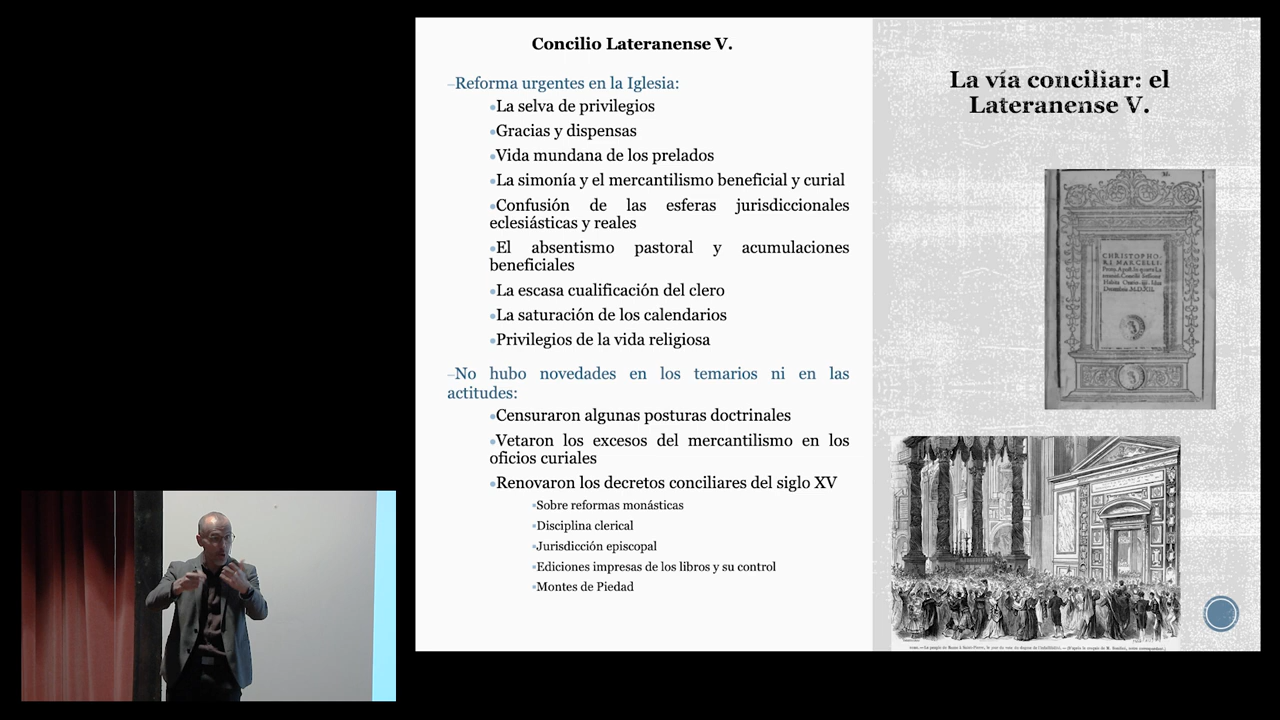 Concilio Lateranense V.
–Reforma urgentes en la Iglesia:
•La selva de privilegios
•Gracias y dispensas
•Vida mundana de los prelados
•La simonía y el mercantilismo beneficial y curial
•Confusión de las esferas jurisdiccionales
eclesiásticas y reales
•El absentismo pastoral y acumulaciones
beneficiales
•La escasa cualificación del clero
•La saturación de los calendarios
•Privilegios de la vida religiosa
–No hubo novedades en los temarios ni en las
actitudes:
•Censuraron algunas posturas doctrinales
•Vetaron los excesos del mercantilismo en los
oficios curiales
•Renovaron los decretos conciliares del siglo XV
•Sobre reformas monásticas
•Disciplina clerical
•Jurisdicción episcopal
•Ediciones impresas de los libros y su control
•Montes de Piedad
La vía conciliar: el
Lateranense V.
CHRISTOPHO-
RI MARCELLI